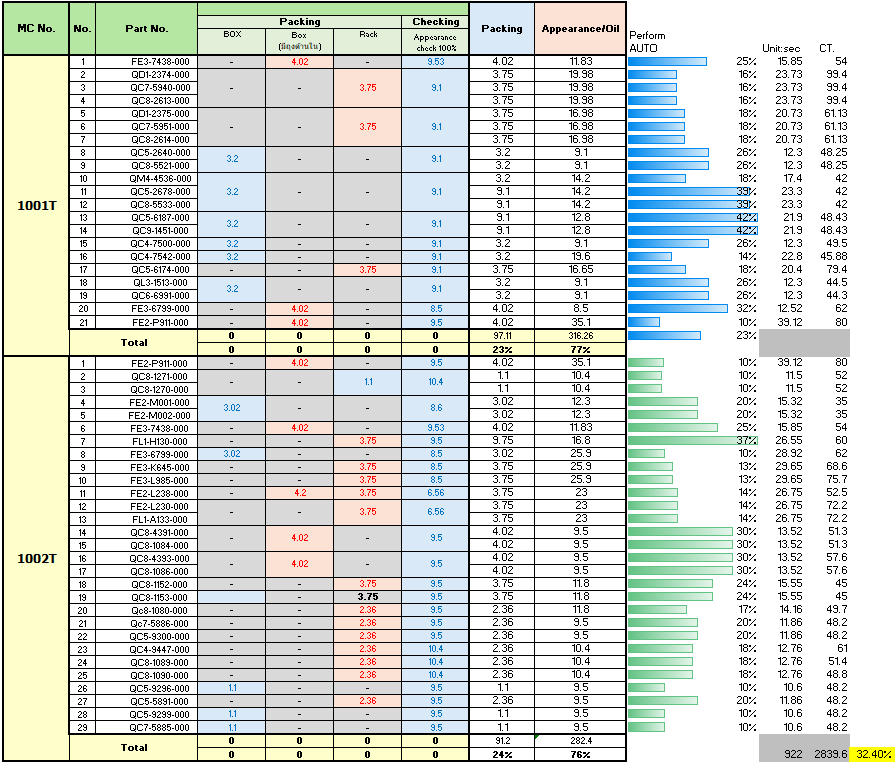 MC No. No. Part No. Packing Checking Packing Appearance/Oil
BOX Box (มีถุงด้านใน) Rack Appearance check 100%
Perform AUTO Unit:sec CT.
1001T
1 FE3-7438-000 - 4.02 - 9.53 4.02 11.83 25% 15.85 54
2 QD1-2374-000 3.75 19.98 16% 23.73 99.4
3 QC7-5940-000 - - 3.75 9.1 3.75 19.98 16% 23.73 99.4
4 QC8-2613-000 3.75 19.98 16% 23.73 99.4
5 QD1-2375-000 3.75 16.98 18% 20.73 61.13
6 QC7-5951-000 - - 3.75 9.1 3.75 16.98 18% 20.73 61.13
7 QC8-2614-000 3.75 16.98 18% 20.73 61.13
8 QC5-2640-000 3.2 - - 9.1 3.2 9.1 26% 12.3 48.25
9 QC8-5521-000 3.2 9.1 26% 12.3 48.25
10 QM4-4536-000 3.2 14.2 18% 17.4 42
11 QC5-2678-000 3.2 - - 9.1 9.1 14.2 39% 23.3 42
12 QC8-5533-000 9.1 14.2 39% 23.3 42
13 QC5-6187-000 3.2 - - 9.1 9.1 12.8 42% 21.9 48.43
14 QC9-1451-000 9.1 12.8 42% 21.9 48.43
15 QC4-7500-000 3.2 - - 9.1 3.2 9.1 26% 12.3 49.5
16 QC4-7542-000 3.2 - - 9.1 3.2 19.6 14% 22.8 45.88
17 QC5-6174-000 - - 3.75 9.1 3.75 16.65 18% 20.4 79.4
18 QL3-1513-000 3.2 - - 9.1 3.2 9.1 26% 12.3 44.5
19 QC6-6991-000 3.2 9.1 26% 12.3 44.3
20 FE3-6799-000 - 4.02 - 8.5 4.02 8.5 32% 12.52 62
21 FE2-P911-000 - 4.02 - 9.5 4.02 35.1 10% 39.12 80
Total 0 0 0 0 97.11 316.26 23%
0 0 0 0 23% 77%
1002T
1 FE2-P911-000 - 4.02 - 9.5 4.02 35.1 10% 39.12 80
2 QC8-1271-000 - - 1.1 10.4 1.1 10.4 10% 11.5 52
3 QC8-1270-000 1.1 10.4 10% 11.5 52
4 FE2-M001-000 3.02 - - 8.6 3.02 12.3 20% 15.32 35
5 FE2-M002-000 3.02 12.3 20% 15.32 35
6 FE3-7438-000 - 4.02 - 9.53 4.02 11.83 25% 15.85 54
7 FL1-H130-000 - - 3.75 9.5 9.75 16.8 37% 26.55 60
8 FE3-6799-000 3.02 - - 8.5 3.02 25.9 10% 28.92 62
9 FE3-K645-000 - - 3.75 8.5 3.75 25.9 13% 29.65 68.6
10 FE3-L985-000 - - 3.75 8.5 3.75 25.9 13% 29.65 75.7
11 FE2-L238-000 - 4.2 3.75 6.56 3.75 23 14% 26.75 52.5
12 FE2-L230-000 - - 3.75 6.56 3.75 23 14% 26.75 72.2
13 FL1-A133-000 3.75 23 14% 26.75 72.2
14 QC8-4391-000 - 4.02 - 9.5 4.02 9.5 30% 13.52 51.3
15 QC8-1084-000 9.5 4.02 9.5 30% 13.52 51.3
16 QC8-4393-000 - 4.02 - 9.5 4.02 9.5 30% 13.52 57.6
17 QC8-1086-000 9.5 4.02 9.5 30% 13.52 57.6
18 QC8-1152-000 - - 3.75 9.5 3.75 11.8 24% 15.55 45
19 QC8-1153-000 - 3.75 9.5 3.75 11.8 24% 15.55 45
20 Qc8-1080-000 - - 2.36 9.5 2.36 11.8 17% 14.16 49.7
21 Qc7-5886-000 - - 2.36 9.5 2.36 9.5 20% 11.86 48.2
22 QC5-9300-000 - - 2.36 9.5 2.36 9.5 20% 11.86 48.2
23 QC4-9447-000 - - 2.36 10.4 2.36 10.4 18% 12.76 61
24 QC8-1089-000 - - 2.36 10.4 2.36 10.4 18% 12.76 51.4
25 QC8-1090-000 - - 2.36 10.4 2.36 10.4 18% 12.76 48.8
26 QC5-9296-000 1.1 - - 9.5 1.1 9.5 10% 10.6 48.2
27 QC5-5891-000 - - 2.36 9.5 2.36 9.5 20% 11.86 48.2
28 QC5-9299-000 1.1 - - 9.5 1.1 9.5 10% 10.6 48.2
29 QC7-5885-000 1.1 - - 9.5 1.1 9.5 10% 10.6 48.2
Total 0 0 0 0 91.2 282.4
0 0 0 0 24% 76% 922 2839.6 32.40%